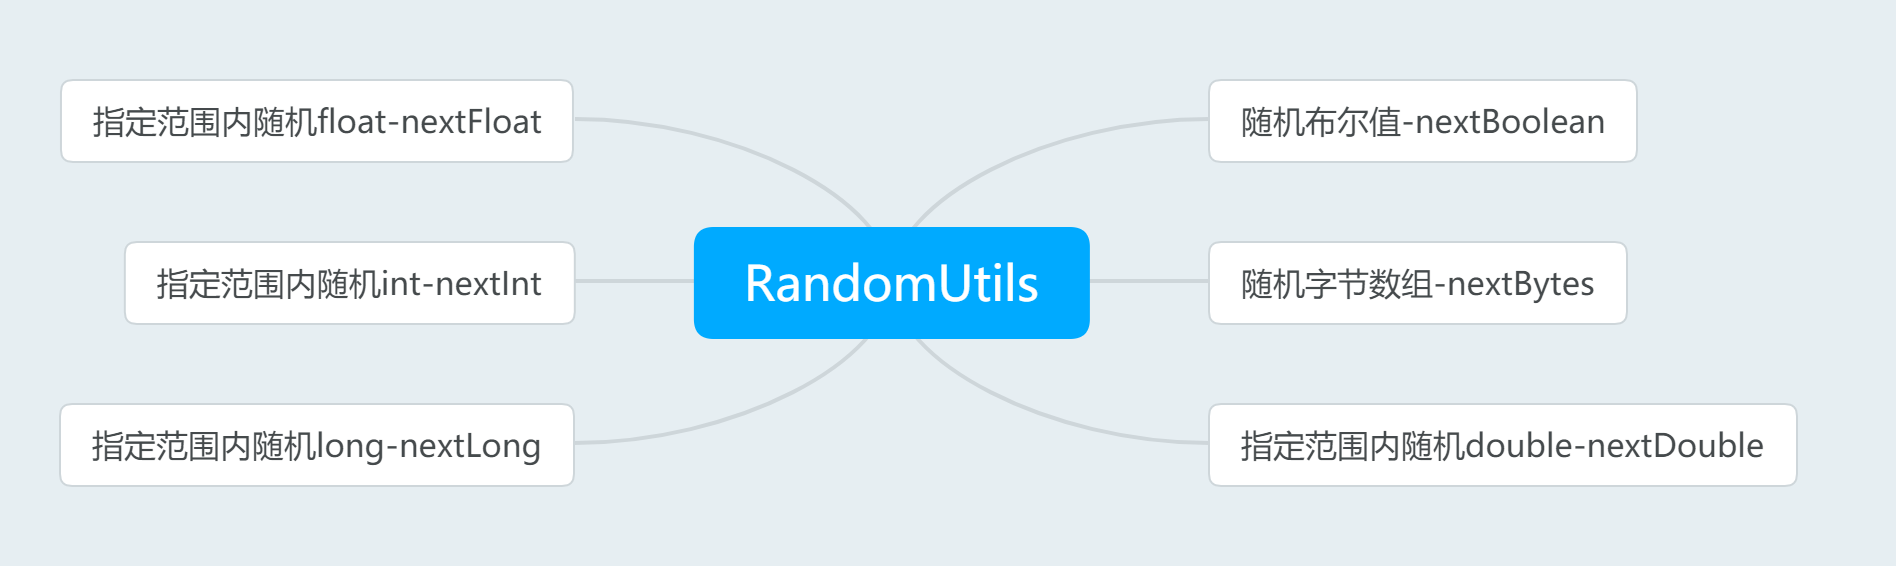 指定范围内随机float-nextFloat
随机布尔值-nextBoolean
指定范围内随机int-nextInt
RandomUtils
随机字节数组-nextBytes
指定范围内随机long-nextLong
指定范围内随机double-nextDouble